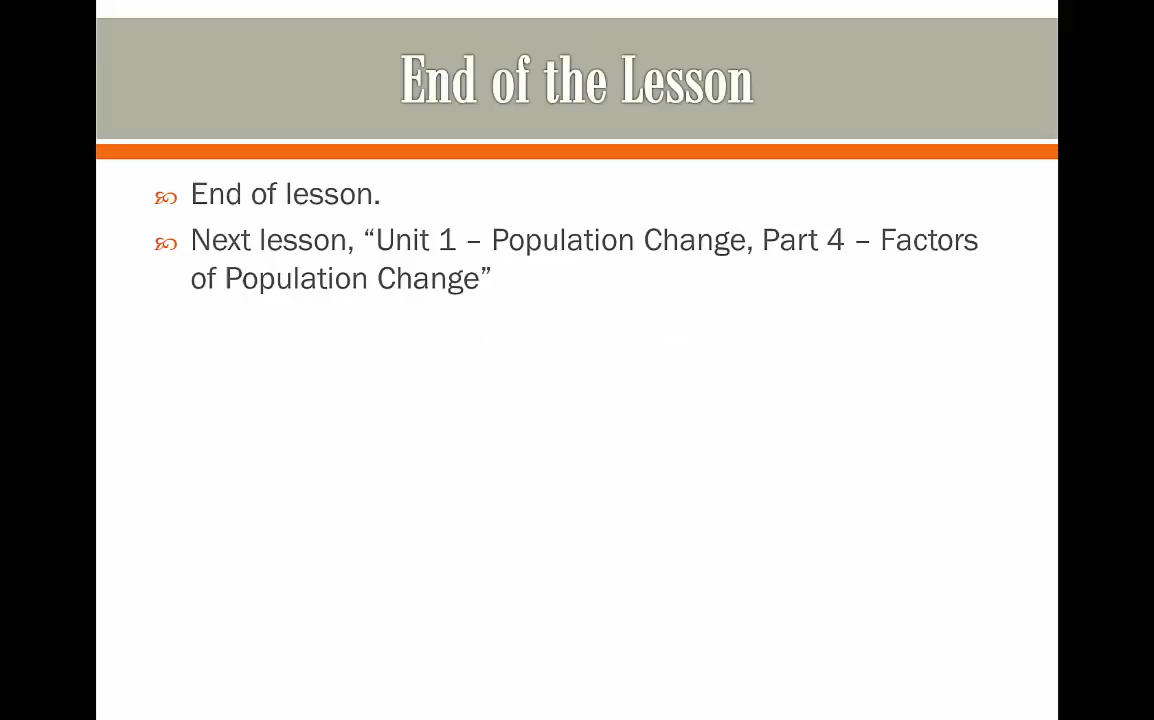 End of the Lesson
End of lesson.
Next lesson, “Unit 1 – Population Change, Part 4 – Factors
of Population Change”